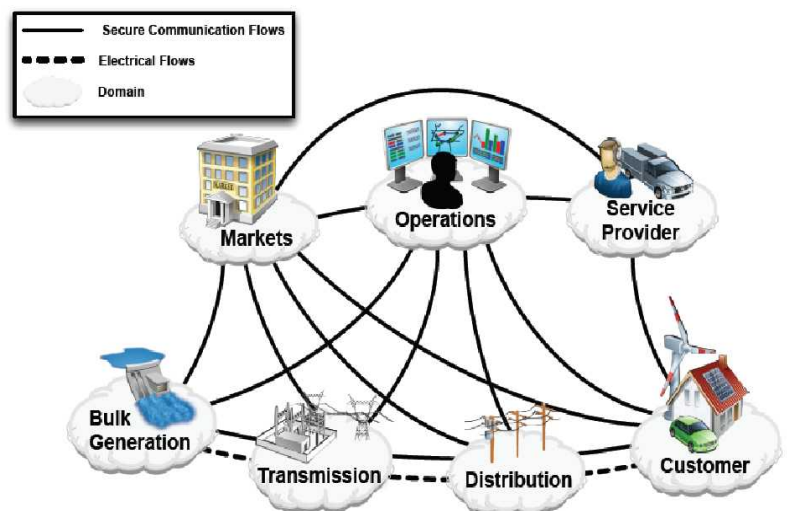 Secure Communication Flows
Electrical Flows
Domain
Markets
Operations
Service
Provider
Bulk
Generation
Transmission
Distribution
Customer